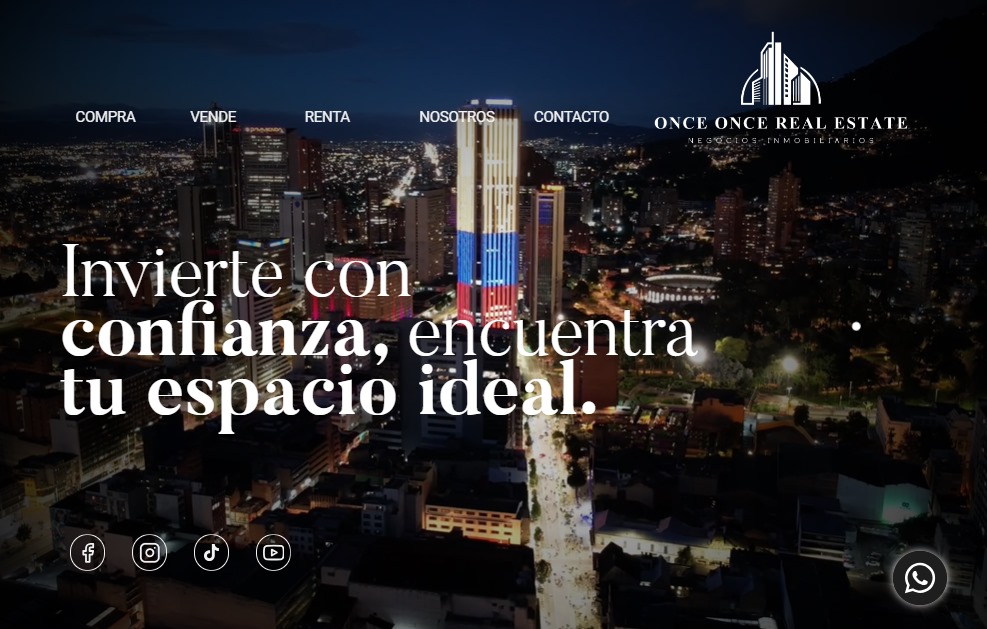 COMPRA VENDE RENTA NOSOTROS CONTACTO
ONCE ONCE REAL ESTATE
NEGOCIOS INMOBILIARIOS
Invierte con
confianza, encuentra
tu espacio ideal.